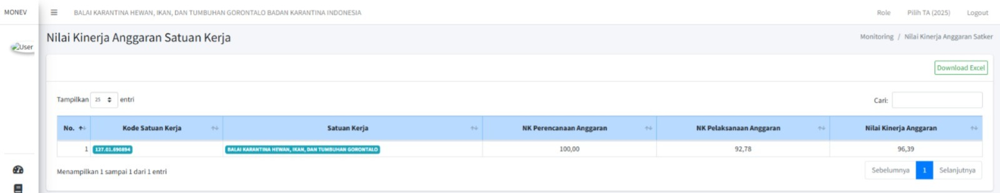 MONEV
BALAI KARANTINA HEWAN, IKAN, DAN TUMBUHAN GORONTALO BADAN KARANTINA INDONESIA
Role Pilih TA (2025) Logout
Nilai Kinerja Anggaran Satuan Kerja
Monitoring / Nilai Kinerja Anggaran Satker
User
Download Excel
Tampilkan 25 entri
Cari:
No. Kode Satuan Kerja Satuan Kerja NK Perencanaan Anggaran NK Pelaksanaan Anggaran Nilai Kinerja Anggaran
1 127.01.690894 BALAI KARANTINA HEWAN, IKAN, DAN TUMBUHAN GORONTALO 100,00 92,78 96,39
Menampilkan 1 sampai 1 dari 1 entri
Sebelumnya 1 Selanjutnya